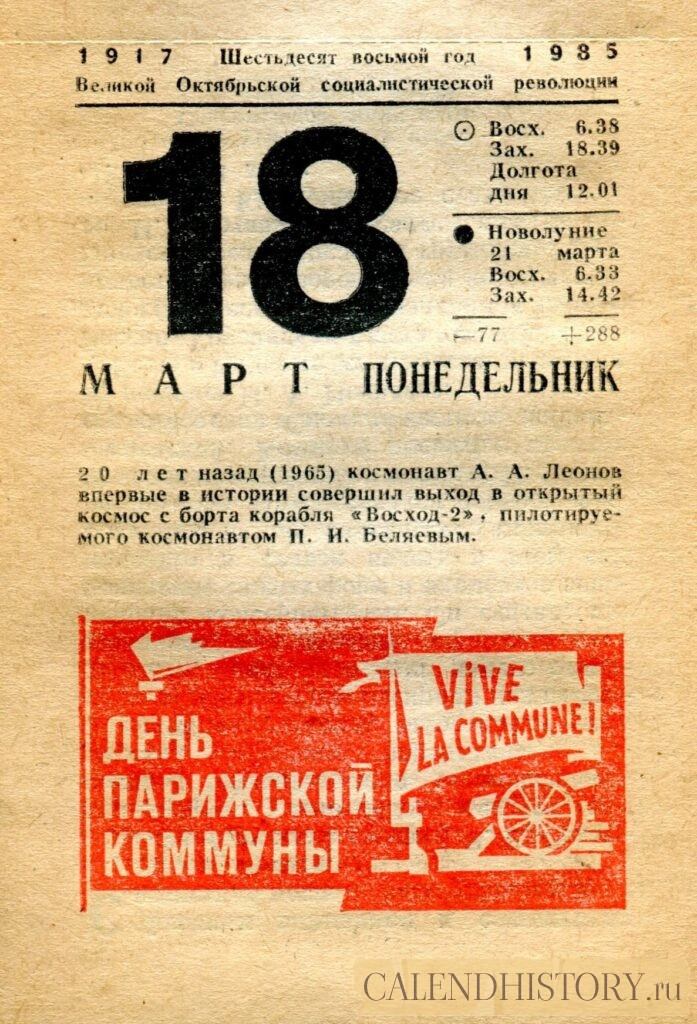 1917 Шестьдесят восьмой год 1985
Великой Октябрьской социалистической революции
18
Восх. 6.38
Зах. 18.39
Долгота
дня 12.01
Новолуние
21 марта
Восх. 6.33
Зах. 14.42
—77 +288
МАРТ ПОНЕДЕЛЬНИК
20 лет назад (1965) космонавт А. А. Леонов
впервые в истории совершил выход в открытый
космос с борта корабля «Восход-2», пилотируе-
мого космонавтом П. И. Беляевым.
ДЕНЬ
ПАРИЖСКОЙ
КОММУНЫ
ViVE
LA COMMUNE!
CALENDHISTORY.ru